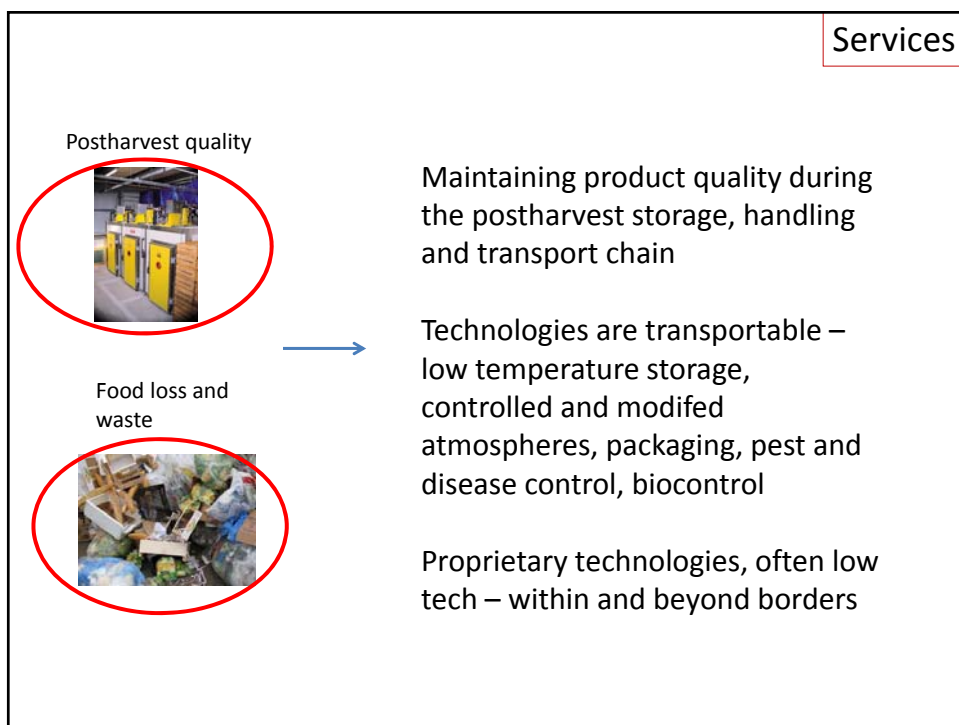 Services
Postharvest quality
Food loss and
waste
Maintaining product quality during
the postharvest storage, handling
and transport chain
Technologies are transportable –
low temperature storage,
controlled and modifed
atmospheres, packaging, pest and
disease control, biocontrol
Proprietary technologies, often low
tech – within and beyond borders